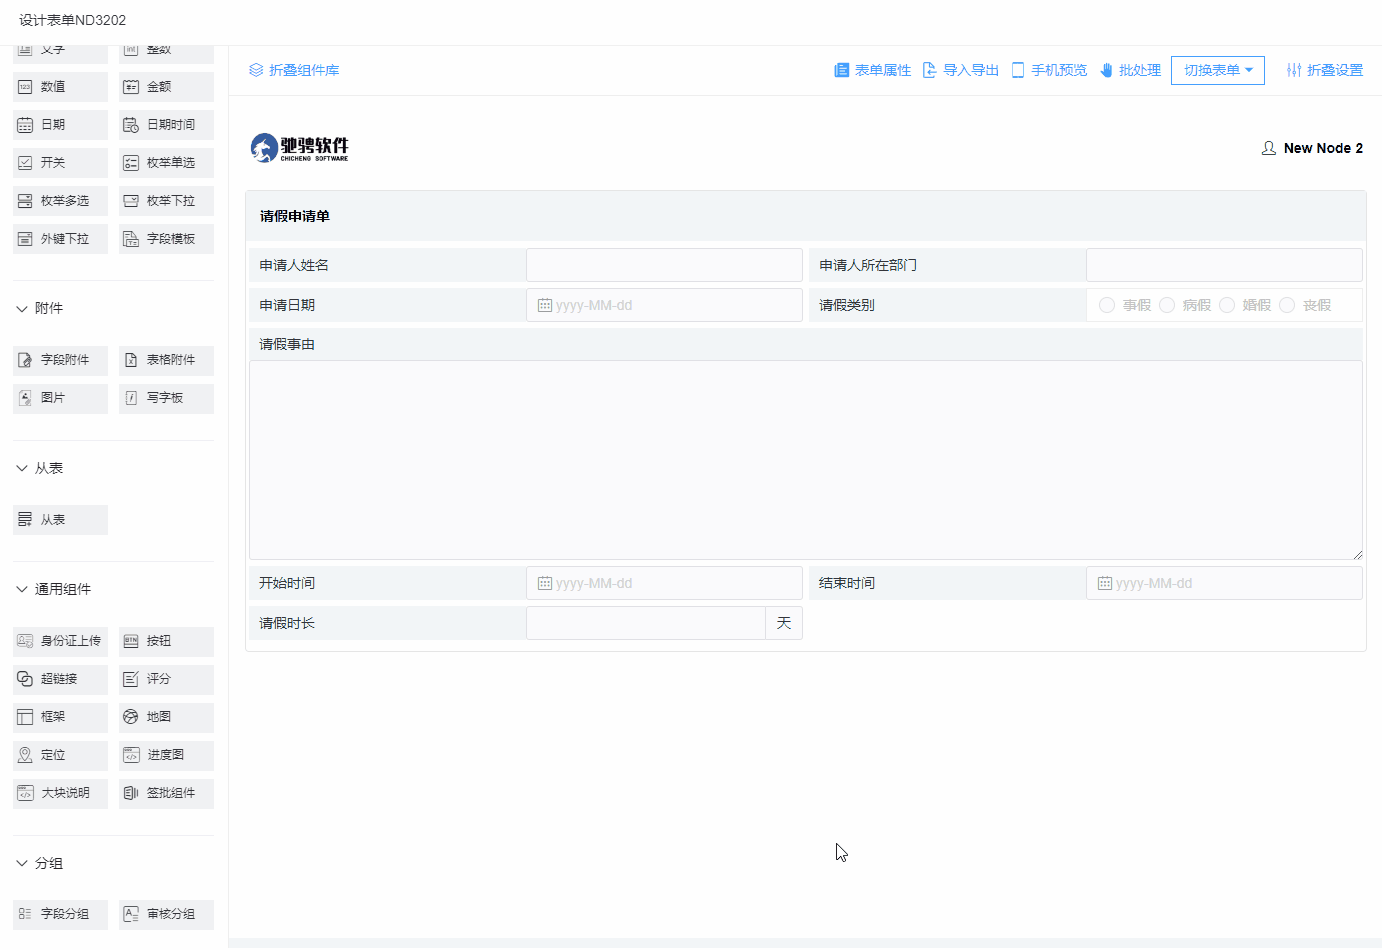 设计表单ND3202
文字 整数
数值 金额
日期 日期时间
开关 枚举单选
枚举多选 枚举下拉
外键下拉 字段模板
附件
字段附件 表格附件
图片 写字板
从表
从表
通用组件
身份证上传 按钮
超链接 评分
框架 地图
定位 进度图
大块说明 签批组件
分组
字段分组 审核分组
折叠组件库 表单属性 导入导出 手机预览 批处理 切换表单 折叠设置
驰骋软件
CHICHENG SOFTWARE
New Node 2
请假申请单
申请人姓名 申请人所在部门
申请日期 yyyy-MM-dd 请假类别 事假 病假 婚假 丧假
请假事由
开始时间 yyyy-MM-dd 结束时间 yyyy-MM-dd
请假时长 天